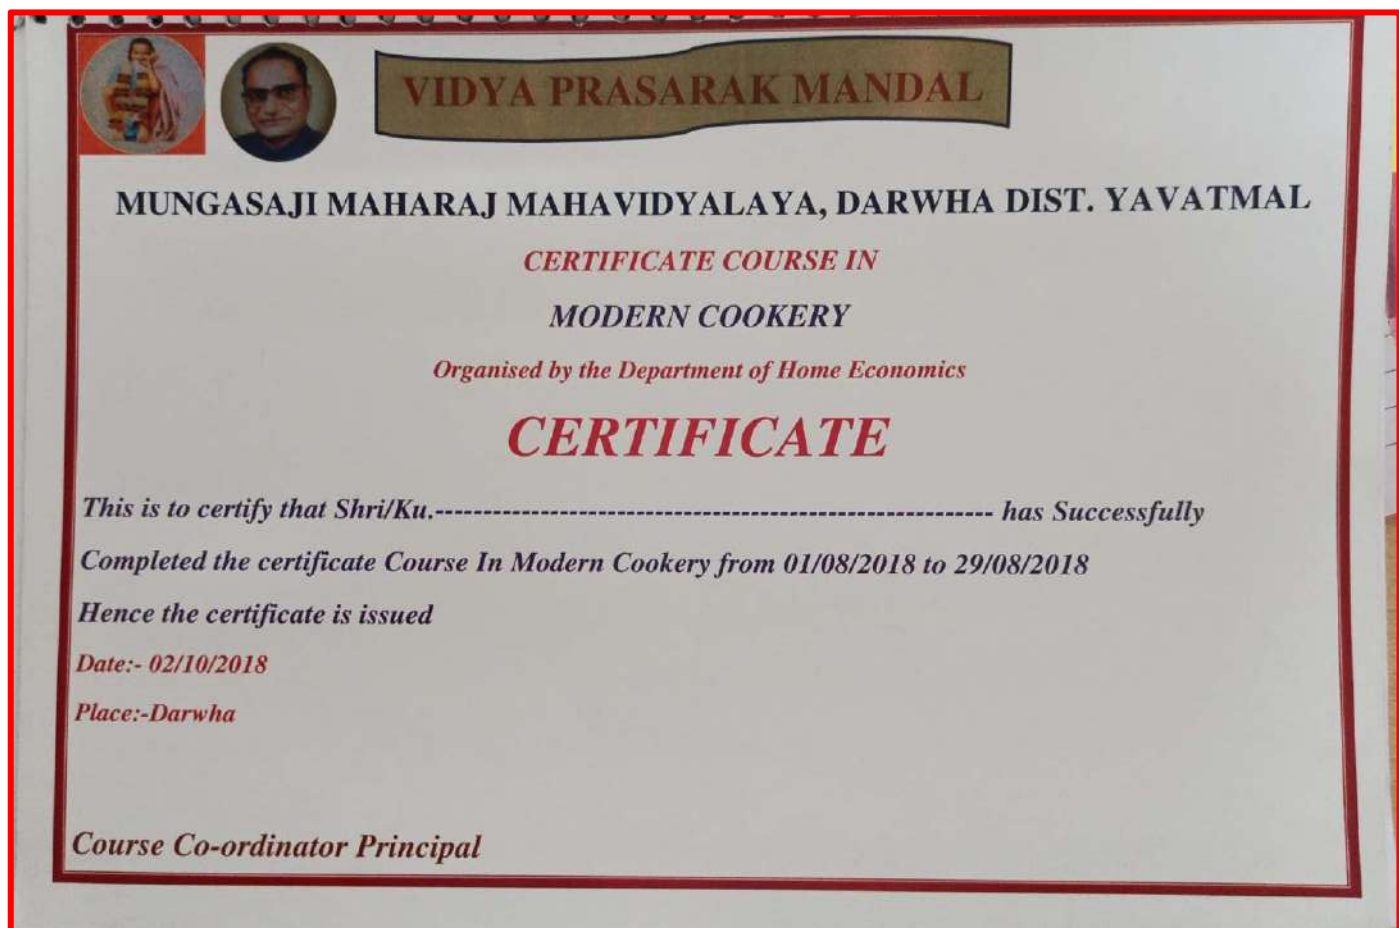 VIDYA PRASARAK MANDAL
MUNGASAJI MAHARAJ MAHAVIDYALAYA, DARWHA DIST. YAVATMAL
CERTIFICATE COURSE IN
MODERN COOKERY
Organised by the Department of Home Economics
CERTIFICATE
This is to certify that Shri/Ku.---------------------------------------------------------- has Successfully
Completed the certificate Course In Modern Cookery from 01/08/2018 to 29/08/2018
Hence the certificate is issued
Date:- 02/10/2018
Place:-Darwha
Course Co-ordinator Principal